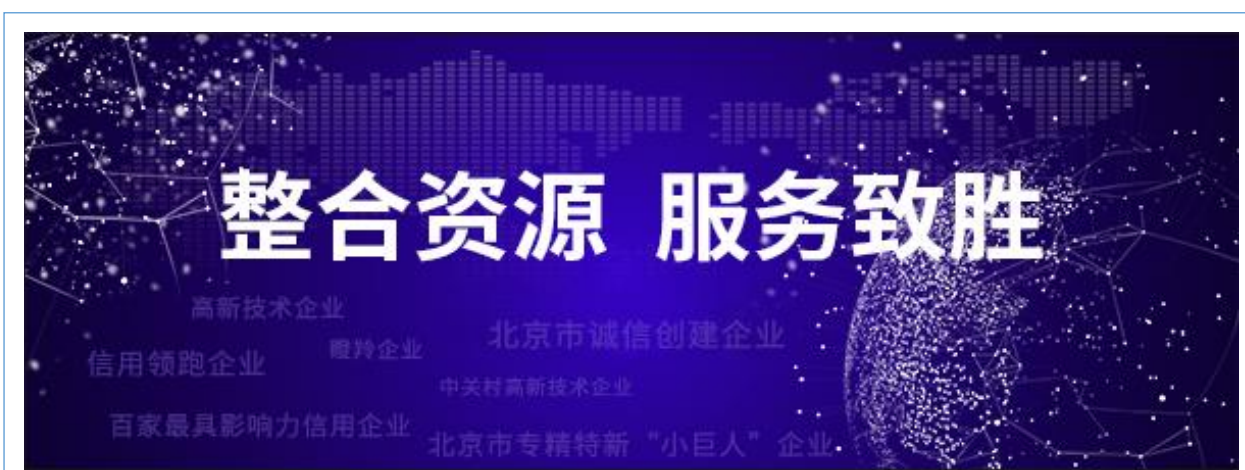 整合资源 服务致胜
高新技术企业
北京市诚信创建企业
瞪羚企业
信用领跑企业
中关村高新技术企业
百家最具影响力信用企业
北京市专精特新“小巨人”企业